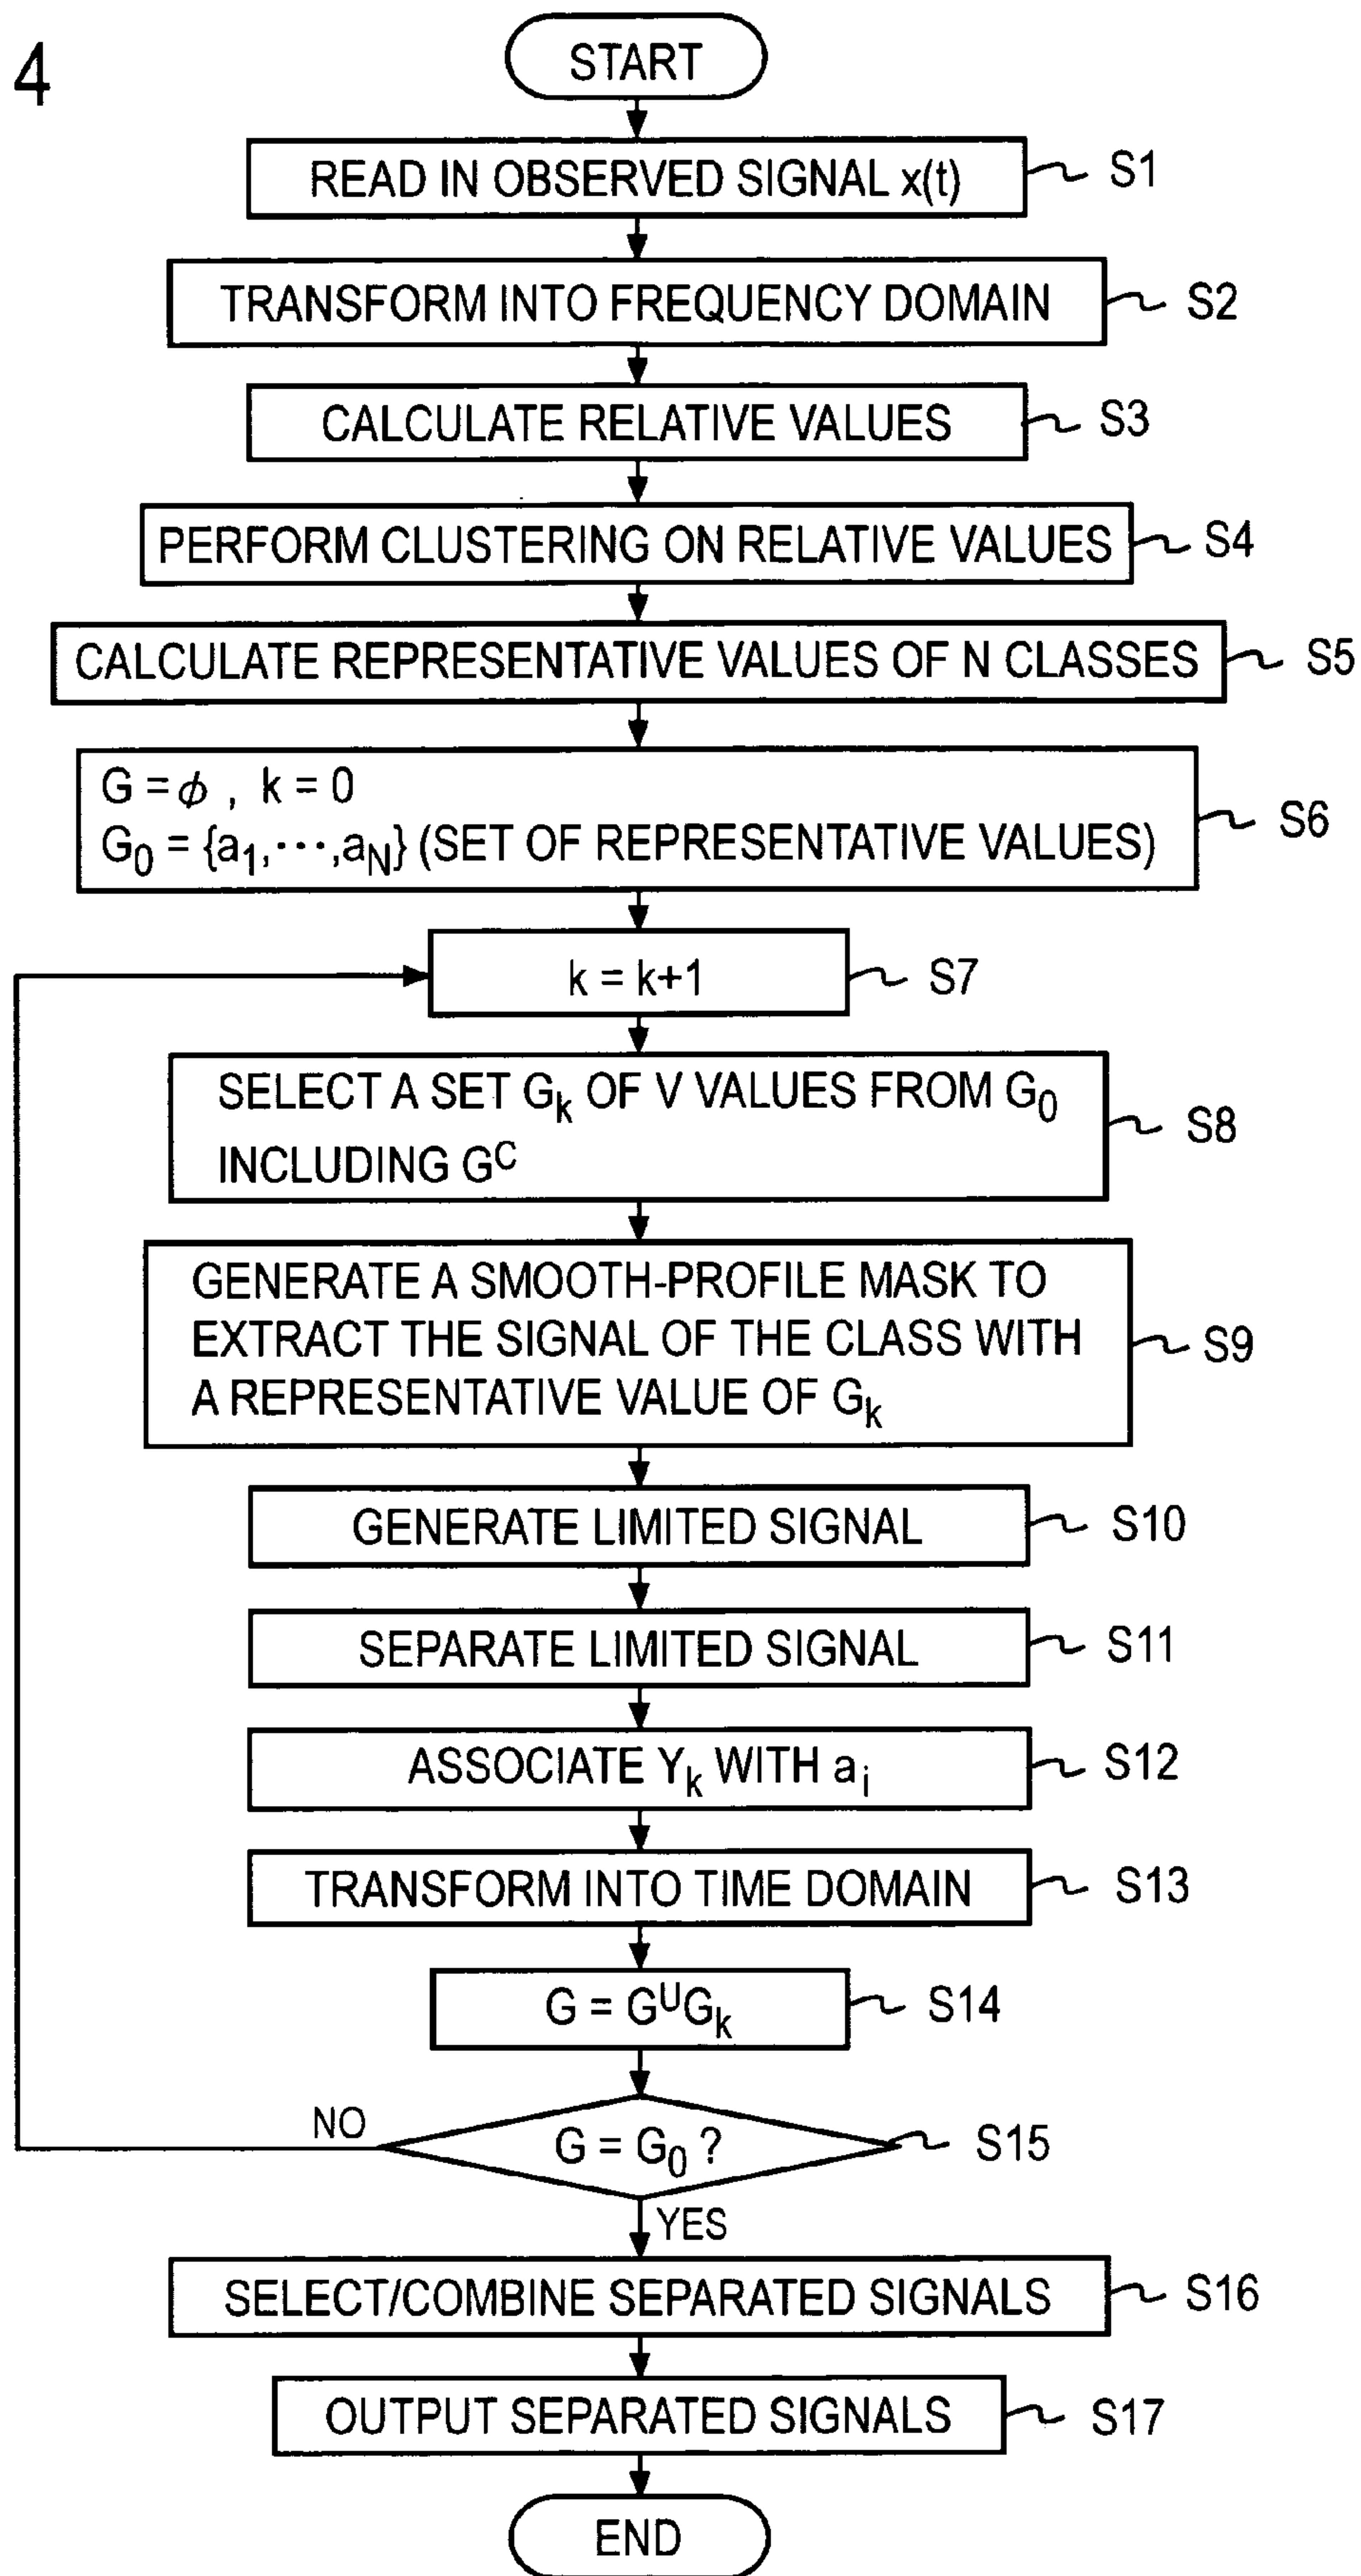 4
START
READ IN OBSERVED SIGNAL x(t)
S1
TRANSFORM INTO FREQUENCY DOMAIN
S2
CALCULATE RELATIVE VALUES
S3
PERFORM CLUSTERING ON RELATIVE VALUES
S4
CALCULATE REPRESENTATIVE VALUES OF N CLASSES
S5
G = ϕ , k = 0
G₀ = {a₁,⋯,a_N} (SET OF REPRESENTATIVE VALUES)
S6
k = k+1
S7
SELECT A SET Gₖ OF V VALUES FROM G₀
INCLUDING Gᶜ
S8
GENERATE A SMOOTH-PROFILE MASK TO
EXTRACT THE SIGNAL OF THE CLASS WITH
A REPRESENTATIVE VALUE OF Gₖ
S9
GENERATE LIMITED SIGNAL
S10
SEPARATE LIMITED SIGNAL
S11
ASSOCIATE Yₖ WITH aᵢ
S12
TRANSFORM INTO TIME DOMAIN
S13
G = GᵁGₖ
S14
NO
G = G₀ ?
S15
YES
SELECT/COMBINE SEPARATED SIGNALS
S16
OUTPUT SEPARATED SIGNALS
S17
END